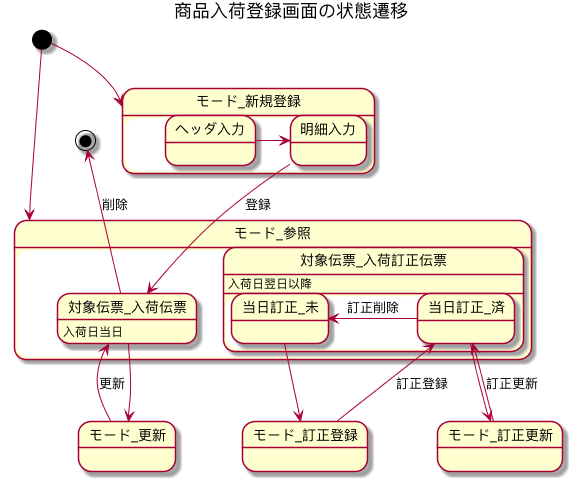 商品入荷登録画面の状態遷移
モード_新規登録
ヘッダ入力
明細入力
削除
登録
モード_参照
対象伝票_入荷訂正伝票
入荷日翌日以降
対象伝票_入荷伝票
入荷日当日
当日訂正_未
訂正削除
当日訂正_済
更新
訂正登録
訂正更新
モード_更新
モード_訂正登録
モード_訂正更新